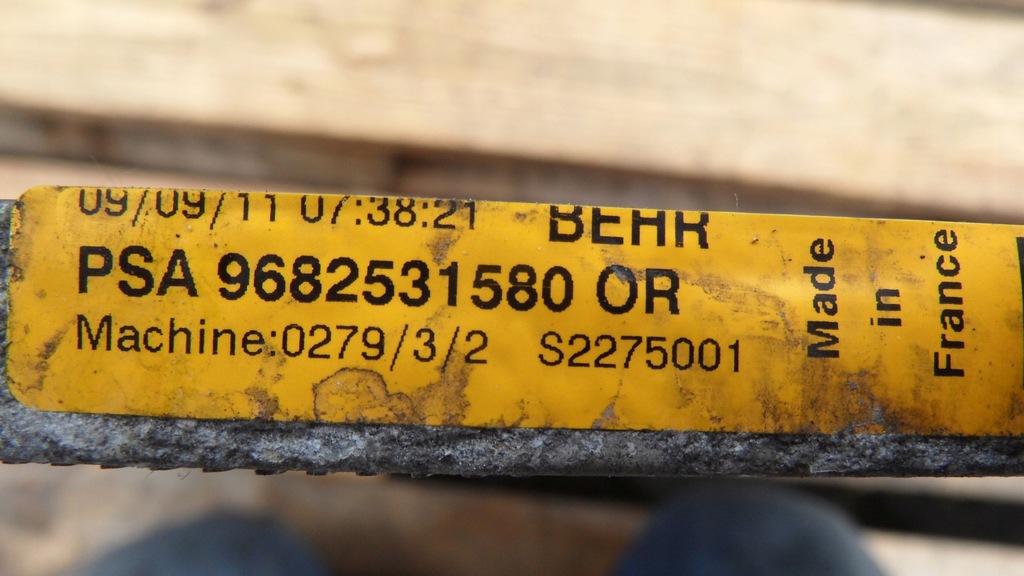 09/09/11 07:38:21 BEHR
PSA 9682531580 OR
Machine:0279/3/2 S2275001
Made
in
France